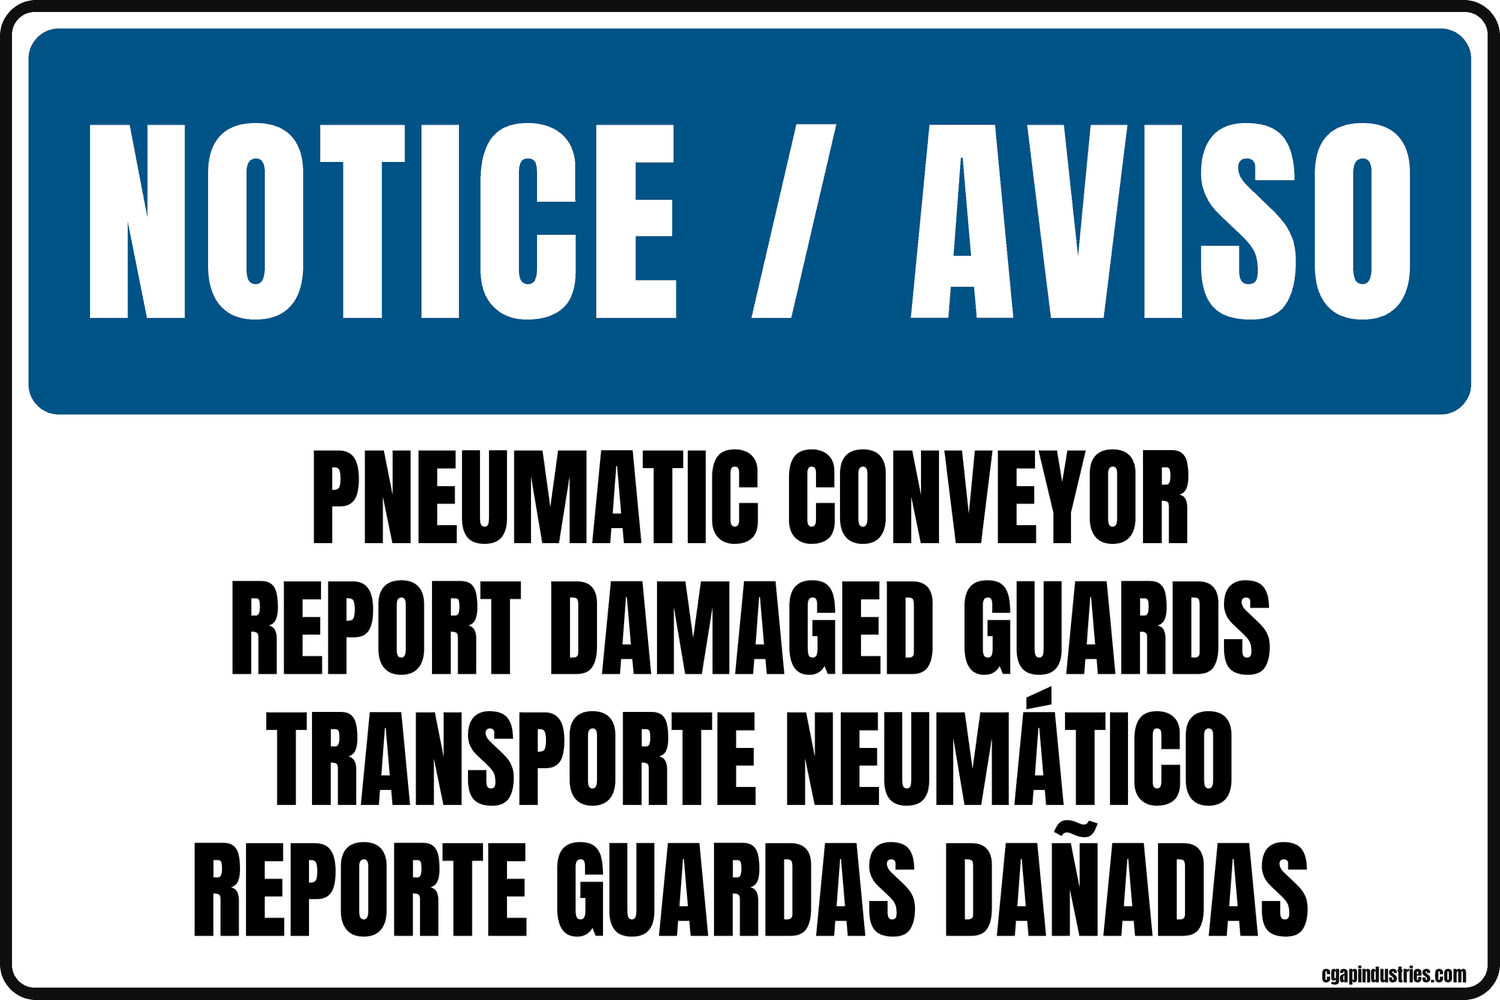 NOTICE / AVISO
PNEUMATIC CONVEYOR
REPORT DAMAGED GUARDS
TRANSPORTE NEUMÁTICO
REPORTE GUARDAS DAÑADAS
cgapindustries.com